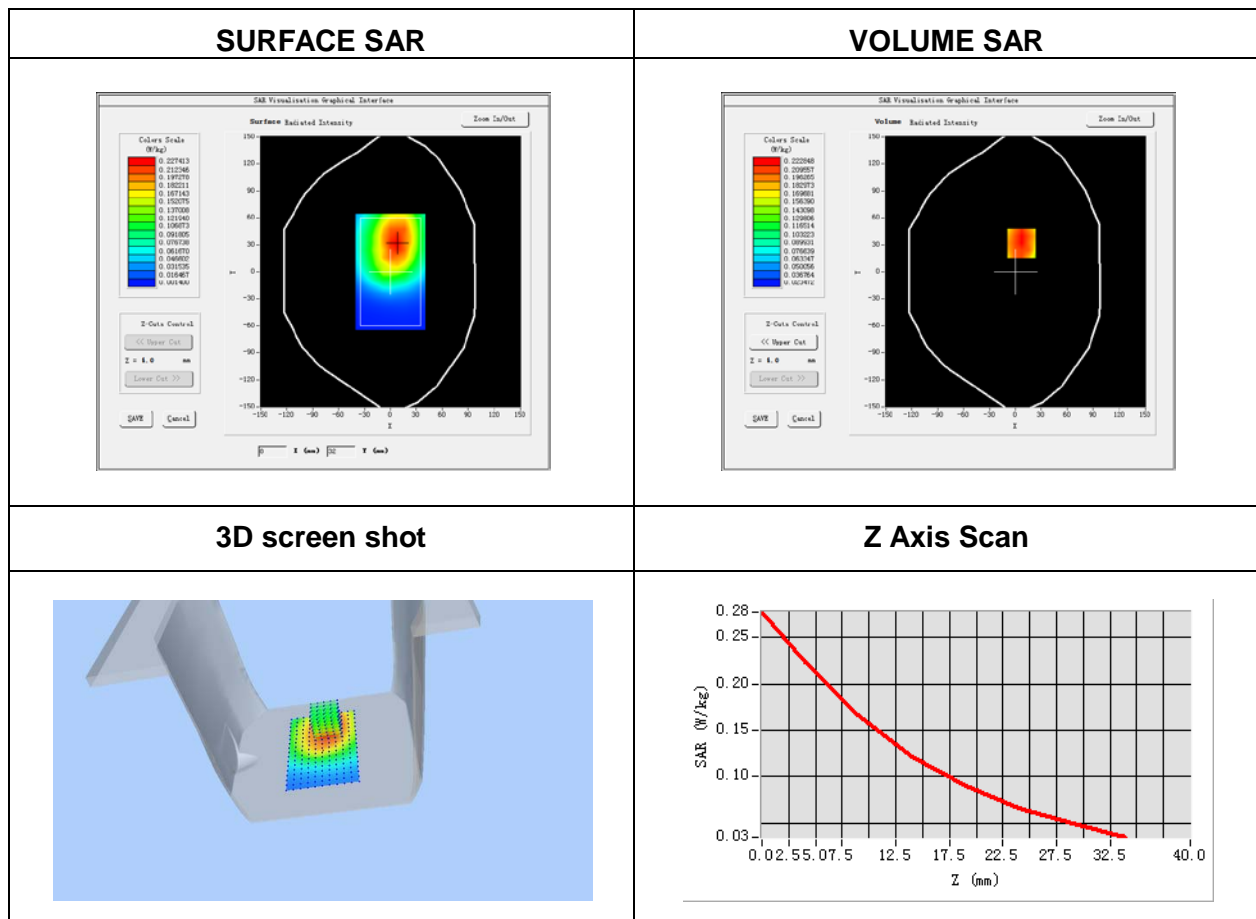 SURFACE SAR
VOLUME SAR
SAR Visualisation Graphical Interface
Surface Radiated Intensity
Zoom In/Out
Colors Scale
(W/kg)
0.227413
0.212346
0.197278
0.182211
0.167143
0.152075
0.137008
0.121940
0.106873
0.091805
0.076738
0.061670
0.046602
0.031535
0.016467
0.001400
150
120
90
60
30
0
-30
-60
-90
-120
-150
Y
-150 -120 -90 -60 -30 0 30 60 90 120 150
X
Z-Cuts Control
<< Upper Cut
Lower Cut >>
SAVE Cancel
X (mm) 32 Y (mm)
SAR Visualisation Graphical Interface
Volume Radiated Intensity
Zoom In/Out
Colors Scale
(W/kg)
0.222848
0.209557
0.196265
0.182973
0.169681
0.156390
0.143098
0.129806
0.116514
0.103223
0.089931
0.076639
0.063347
0.050056
0.036764
0.023472
150
120
90
60
30
0
-30
-60
-90
-120
-150
Y
-150 -120 -90 -60 -30 0 30 60 90 120 150
X
Z-Cuts Control
<< Upper Cut
Lower Cut >>
SAVE Cancel
3D screen shot
Z Axis Scan
0.28
0.25
0.20
0.15
0.10
0.03
SAR (W/kg)
0.0 2.5 5.0 7.5 12.5 17.5 22.5 27.5 32.5 40.0
Z (mm)